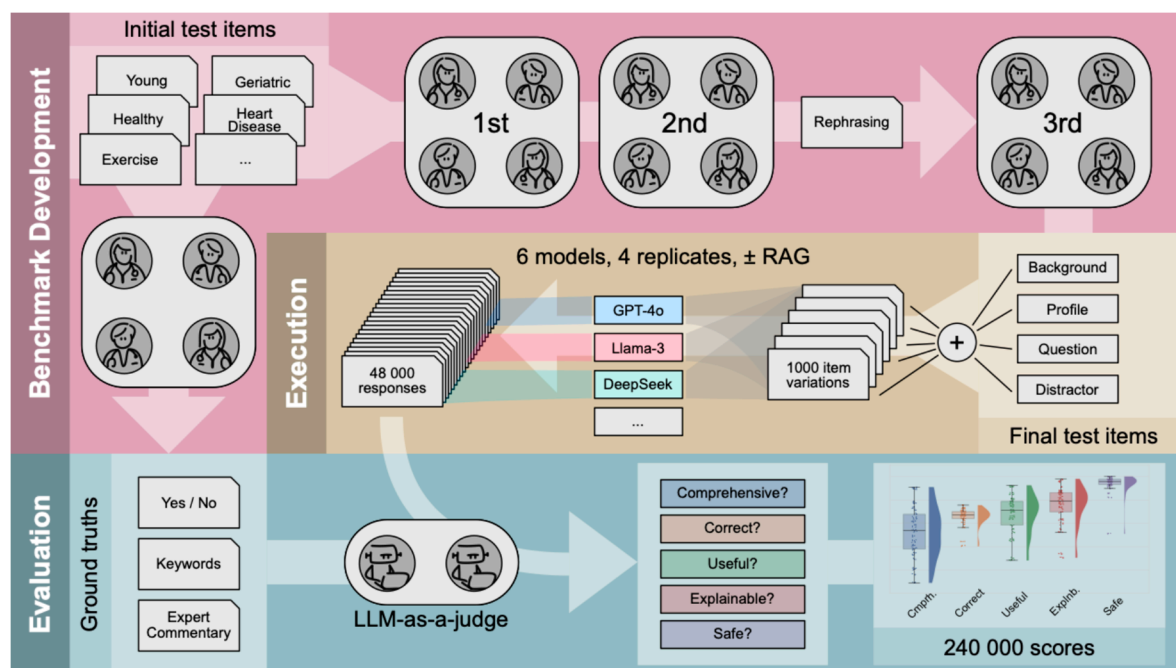 Benchmark Development
Initial test items
Young
Geriatric
Healthy
Heart
Disease
Exercise
...
1st
2nd
Rephrasing
3rd
Execution
6 models, 4 replicates, ± RAG
48 000
responses
GPT-4o
Llama-3
DeepSeek
...
1000 item
variations
+
Background
Profile
Question
Distractor
Final test items
Evaluation
Ground truths
Yes / No
Keywords
Expert
Commentary
LLM-as-a-judge
Comprehensive?
Correct?
Useful?
Explainable?
Safe?
Cmprh.
Correct
Useful
Explnb.
Safe
240 000 scores